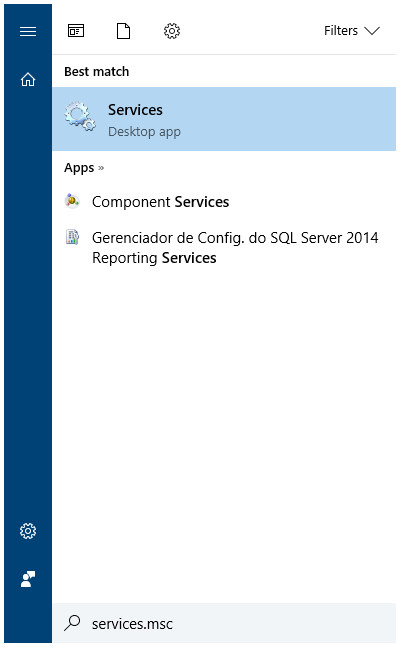 Filters
Best match
Services
Desktop app
Apps »
Component Services
Gerenciador de Config. do SQL Server 2014
Reporting Services
services.msc